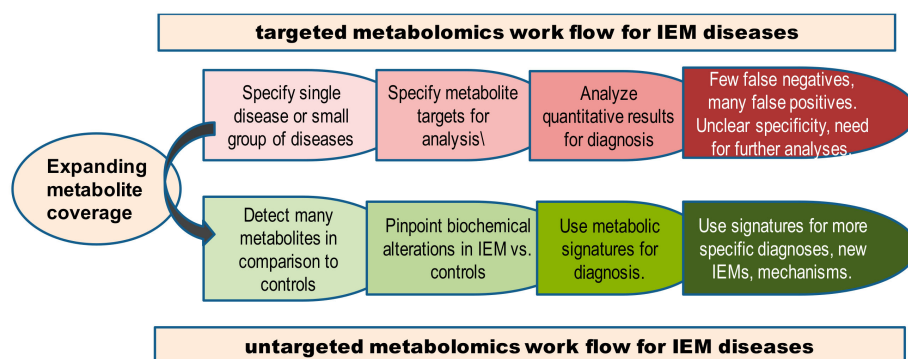 targeted metabolomics work flow for IEM diseases
Specify single
disease or small
group of diseases
Specify metabolite
targets for
analysis\
Analyze
quantitative results
for diagnosis
Few false negatives,
many false positives.
Unclear specificity, need
for further analyses.
Expanding
metabolite
coverage
Detect many
metabolites in
comparison to
controls
Pinpoint biochemical
alterations in IEM vs.
controls
Use metabolic
signatures for
diagnosis.
Use signatures for more
specific diagnoses, new
IEMs, mechanisms.
untargeted metabolomics work flow for IEM diseases